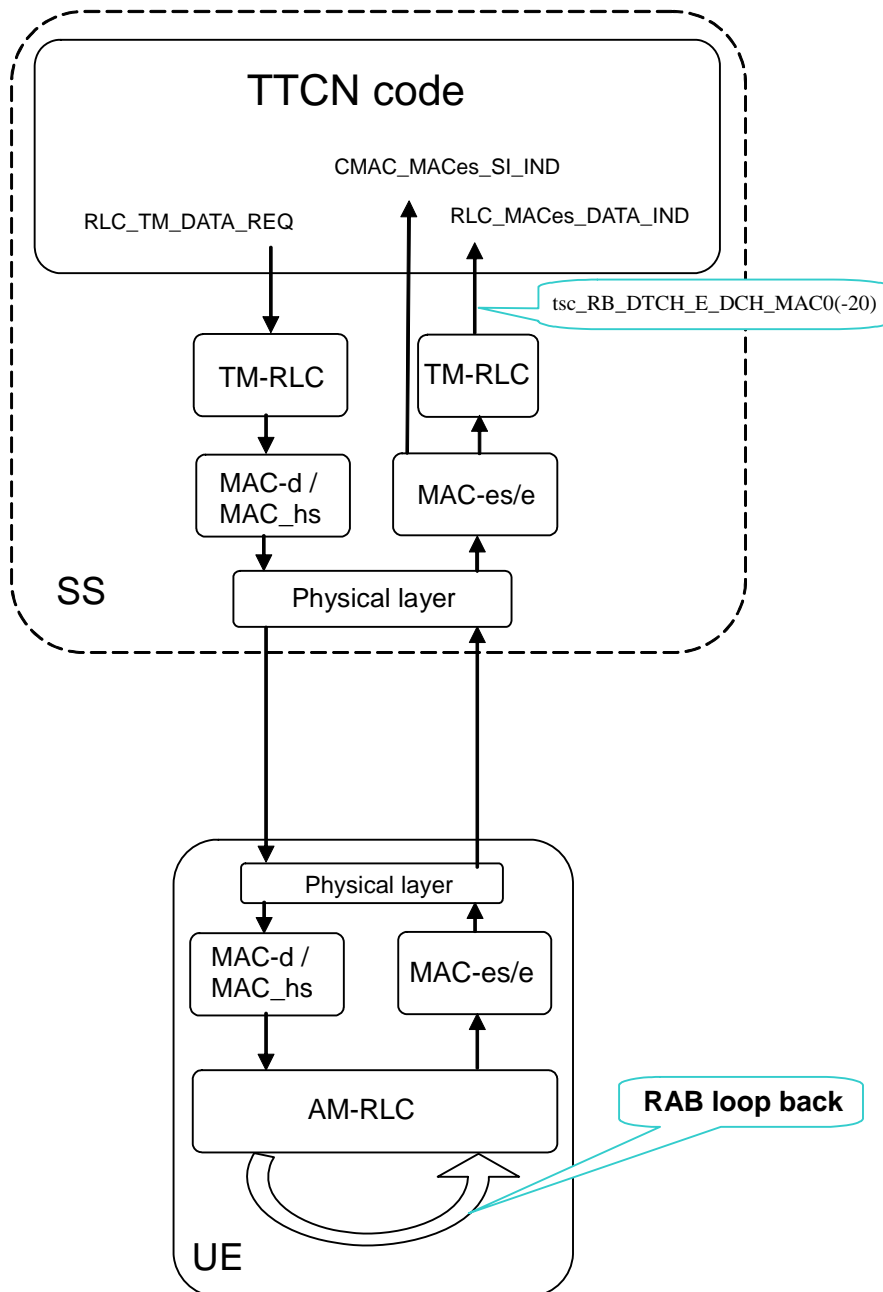 TTCN code
CMAC_MACes_SI_IND
RLC_TM_DATA_REQ
RLC_MACes_DATA_IND
tsc_RB_DTCH_E_DCH_MAC0(-20)
TM-RLC
TM-RLC
MAC-d /
MAC_hs
MAC-es/e
SS
Physical layer
Physical layer
MAC-d /
MAC_hs
MAC-es/e
AM-RLC
RAB loop back
UE